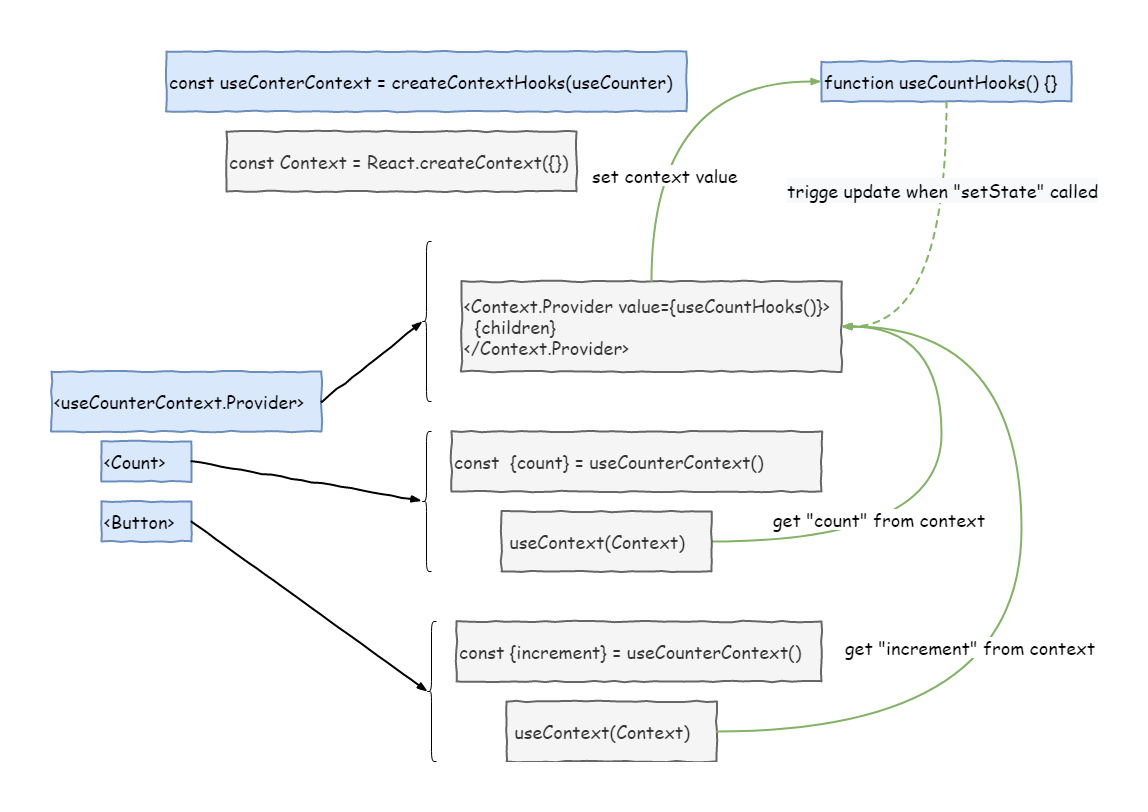 const useConterContext = createContextHooks(useCounter)
function useCountHooks() {}
const Context = React.createContext({})
set context value
trigge update when "setState" called
<Context.Provider value={useCountHooks()}>
{children}
</Context.Provider>
<useCounterContext.Provider>
<Count>
<Button>
const {count} = useCounterContext()
useContext(Context)
get "count" from context
const {increment} = useCounterContext()
get "increment" from context
useContext(Context)